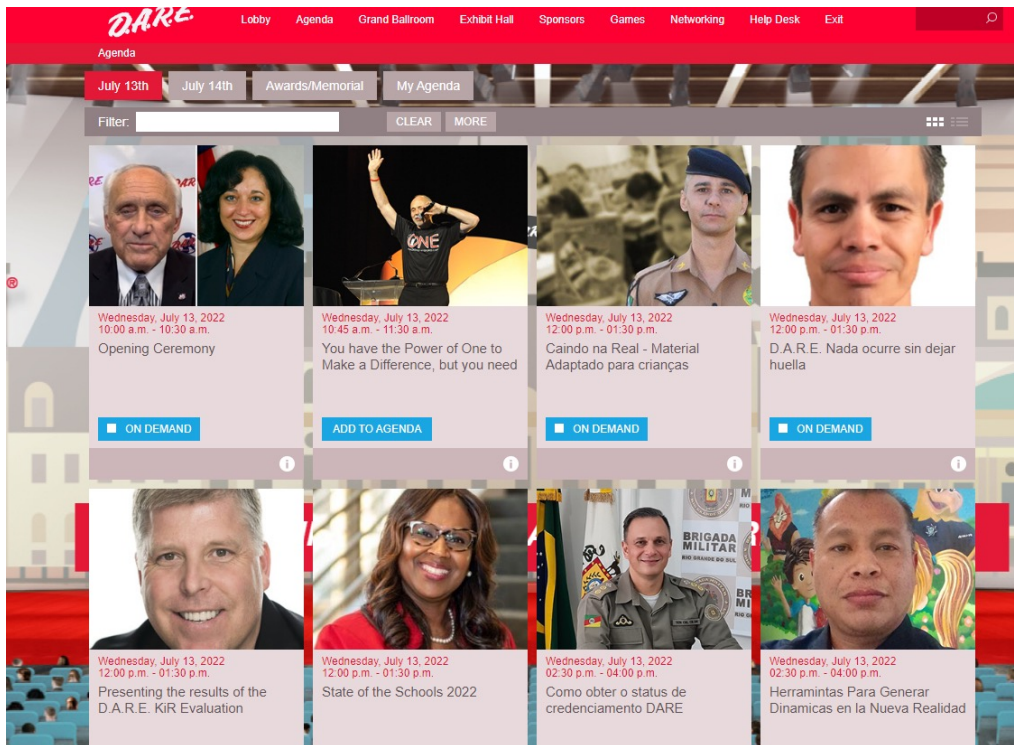 D.A.R.E.
Lobby Agenda Grand Ballroom Exhibit Hall Sponsors Games Networking Help Desk Exit
Agenda
July 13th July 14th Awards/Memorial My Agenda
Filter: CLEAR MORE
ONE
Wednesday, July 13, 2022
10:00 a.m. - 10:30 a.m.
Opening Ceremony
ON DEMAND
Wednesday, July 13, 2022
10:45 a.m. - 11:30 a.m.
You have the Power of One to
Make a Difference, but you need
ADD TO AGENDA
Wednesday, July 13, 2022
12:00 p.m. - 01:30 p.m.
Caindo na Real - Material
Adaptado para crianças
ON DEMAND
Wednesday, July 13, 2022
12:00 p.m. - 01:30 p.m.
D.A.R.E. Nada ocurre sin dejar
huella
ON DEMAND
BRIGADA
MILITAR
RIO GRANDE DO SUL
Wednesday, July 13, 2022
12:00 p.m. - 01:30 p.m.
Presenting the results of the
D.A.R.E. KiR Evaluation
Wednesday, July 13, 2022
12:00 p.m. - 01:30 p.m.
State of the Schools 2022
Wednesday, July 13, 2022
02:30 p.m. - 04:00 p.m.
Como obter o status de
credenciamento DARE
Wednesday, July 13, 2022
02:30 p.m. - 04:00 p.m.
Herramintas Para Generar
Dinamicas en la Nueva Realidad